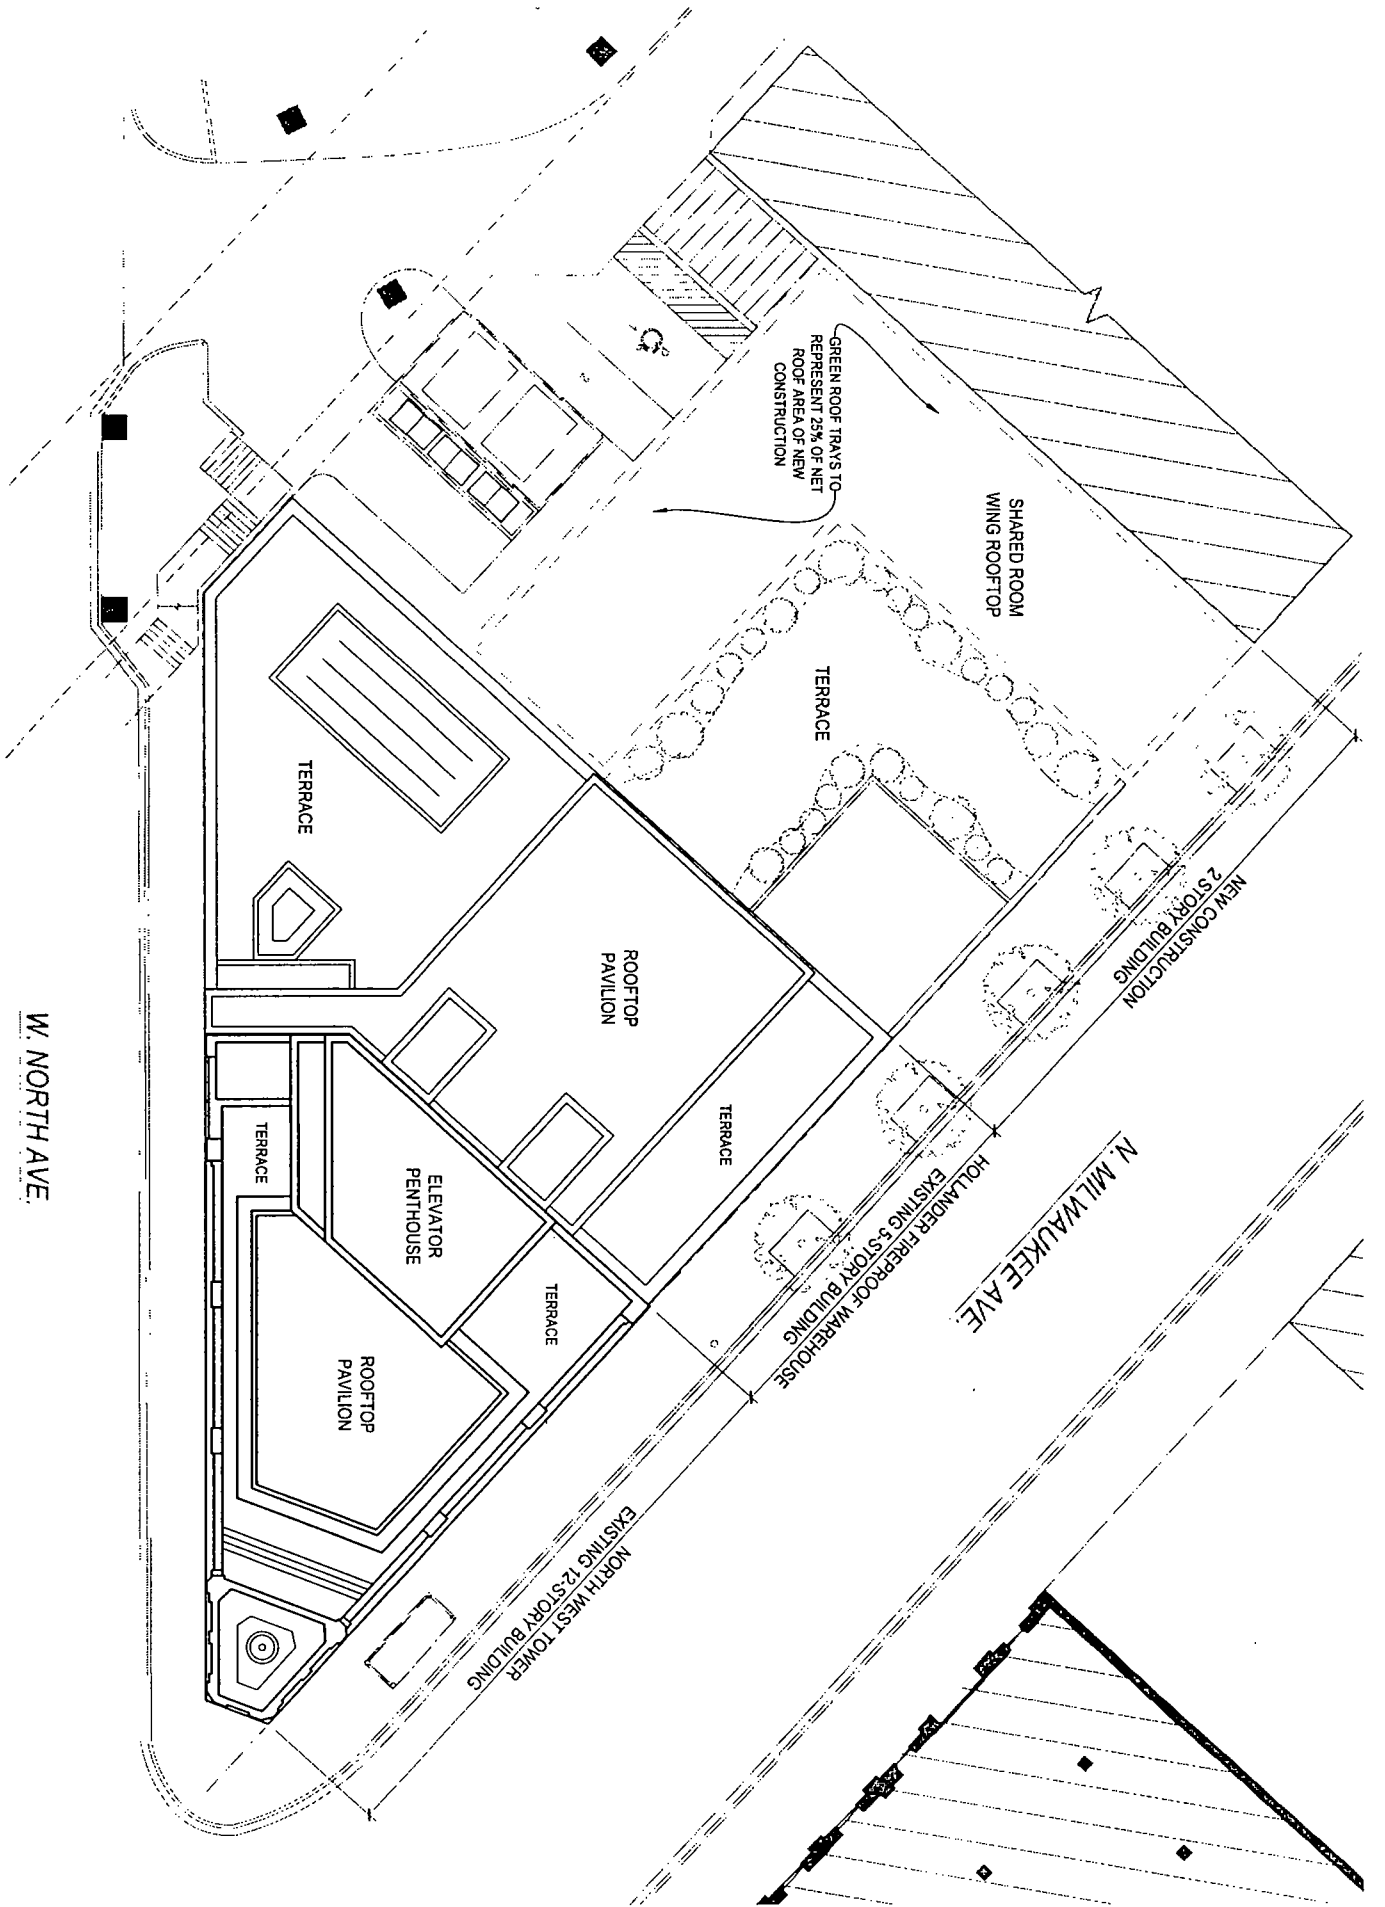 GREEN ROOF TRAYS TO
REPRESENT 25% OF NET
ROOF AREA OF NEW
CONSTRUCTION
SHARED ROOM
WING ROOFTOP
TERRACE
TERRACE
NEW CONSTRUCTION
2 STORY BUILDING
ROOFTOP
PAVILION
TERRACE
N. MILWAUKEE AVE.
HOLLANDER FIREPROOF WAREHOUSE
EXISTING 5-STORY BUILDING
TERRACE
ELEVATOR
PENTHOUSE
TERRACE
ROOFTOP
PAVILION
NORTH WEST TOWER
EXISTING 12-STORY BUILDING
W. NORTH AVE.